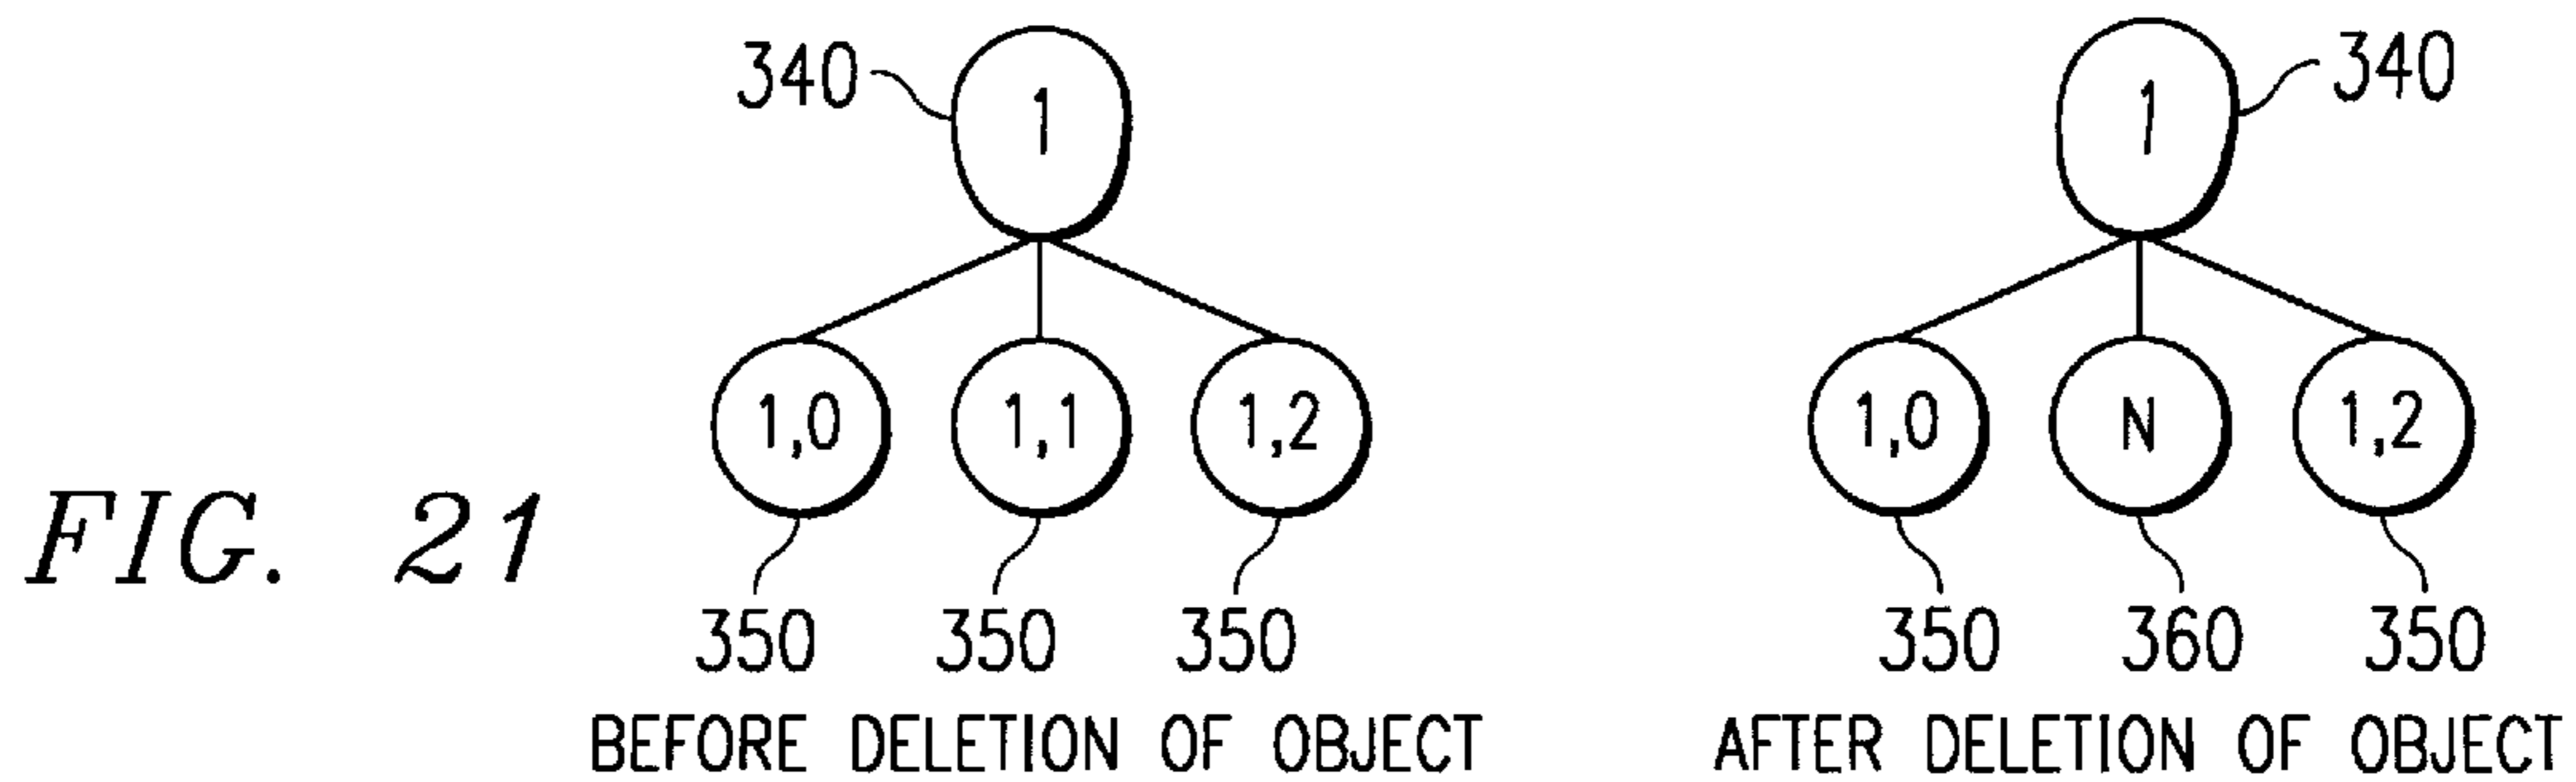 340 1 1 340
1,0 1,1 1,2 1,0 N 1,2
FIG. 21
350 350 350 350 360 350
BEFORE DELETION OF OBJECT AFTER DELETION OF OBJECT